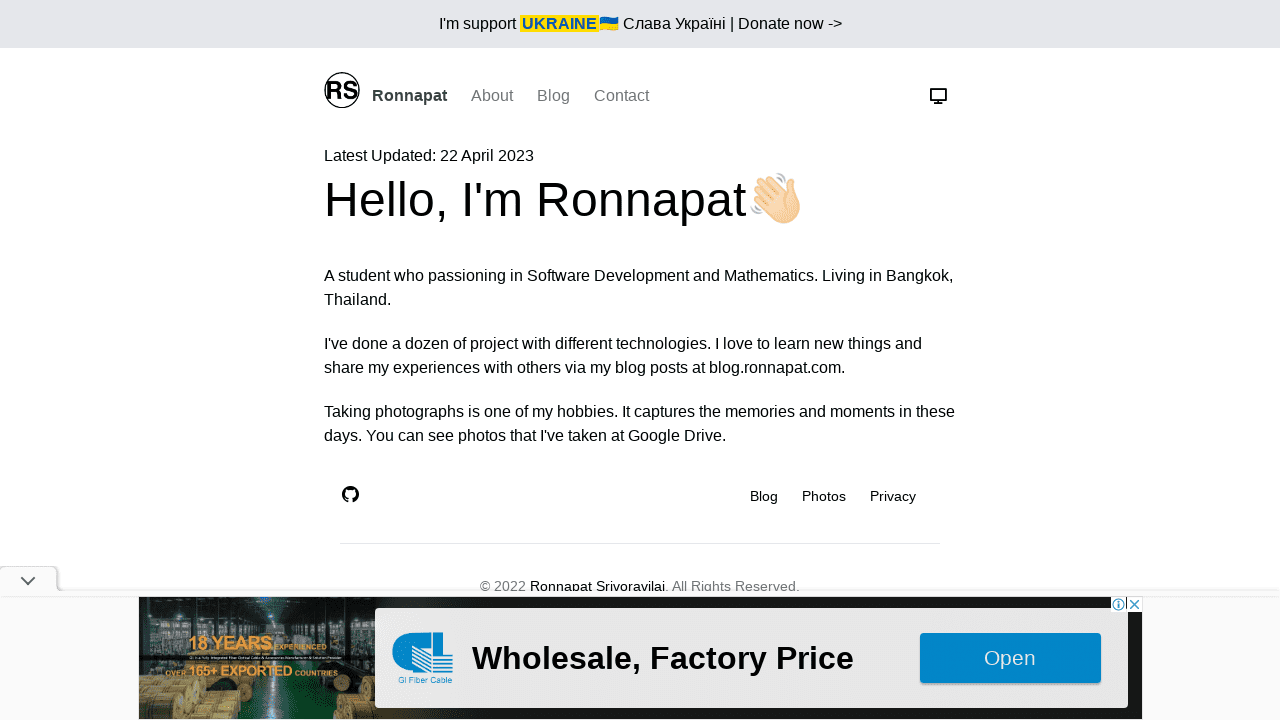 I'm support UKRAINE🇺🇦 Слава Україні | Donate now ->
RS Ronnapat About Blog Contact
Latest Updated: 22 April 2023
Hello, I'm Ronnapat👋🏻
A student who passioning in Software Development and Mathematics. Living in Bangkok,
Thailand.
I've done a dozen of project with different technologies. I love to learn new things and
share my experiences with others via my blog posts at blog.ronnapat.com.
Taking photographs is one of my hobbies. It captures the memories and moments in these
days. You can see photos that I've taken at Google Drive.
Blog Photos Privacy
© 2022 Ronnapat Srivoravilai. All Rights Reserved.
18 YEARS EXPERIENCED
OVER 165+ EXPORTED COUNTRIES
GI Fiber Cable
Wholesale, Factory Price
Open